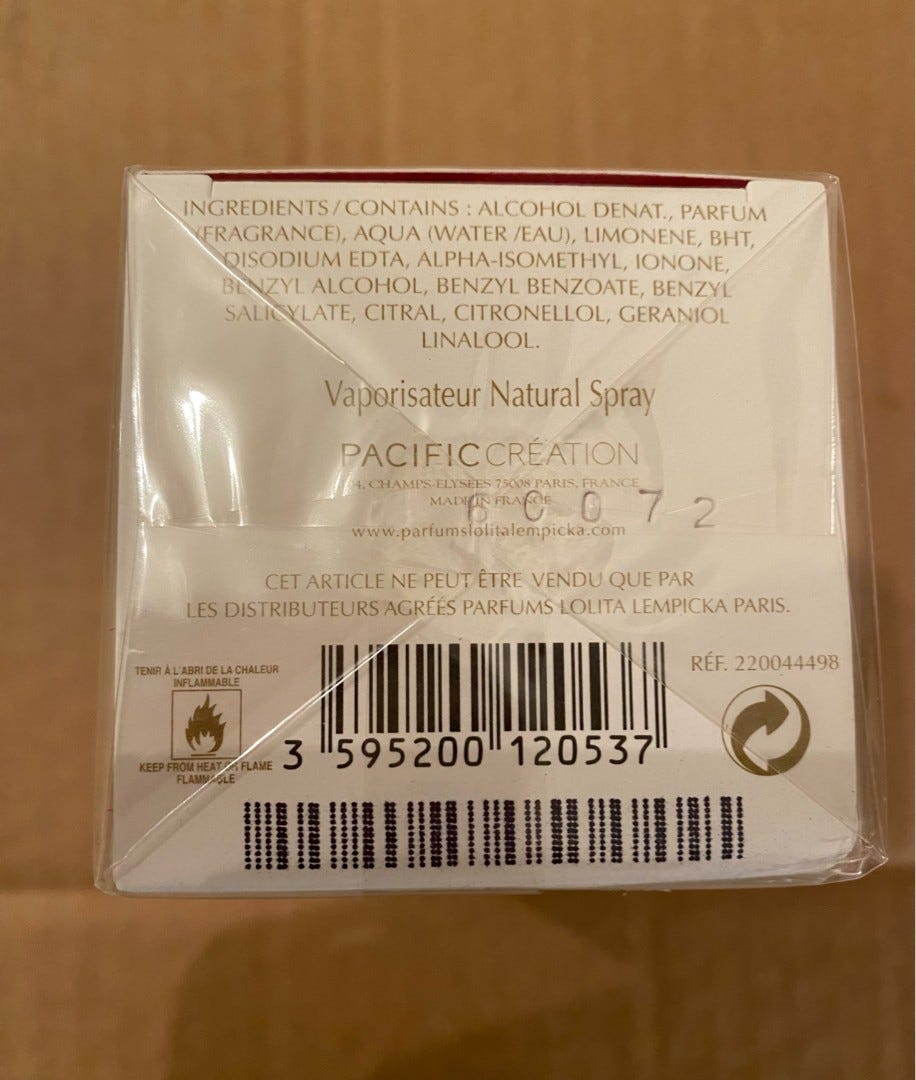 INGREDIENTS / CONTAINS : ALCOHOL DENAT., PARFUM
(FRAGRANCE), AQUA (WATER /EAU), LIMONENE, BHT,
DISODIUM EDTA, ALPHA-ISOMETHYL, IONONE,
BENZYL ALCOHOL, BENZYL BENZOATE, BENZYL
SALICYLATE, CITRAL, CITRONELLOL, GERANIOL
LINALOOL.
Vaporisateur Natural Spray
PACIFIC CRÉATION
CHAMPS-ELYSEES 75008 PARIS, FRANCE
MADE IN FRANCE
6C072
www.parfumslolitalempicka.com
CET ARTICLE NE PEUT ÊTRE VENDU QUE PAR
LES DISTRIBUTEURS AGRÉÉS PARFUMS LOLITA LEMPICKA PARIS.
TENIR À L'ABRI DE LA CHALEUR
INFLAMMABLE
RÉF. 220044498
KEEP FROM HEAT OR FLAME
FLAMMABLE
3 595200 120537